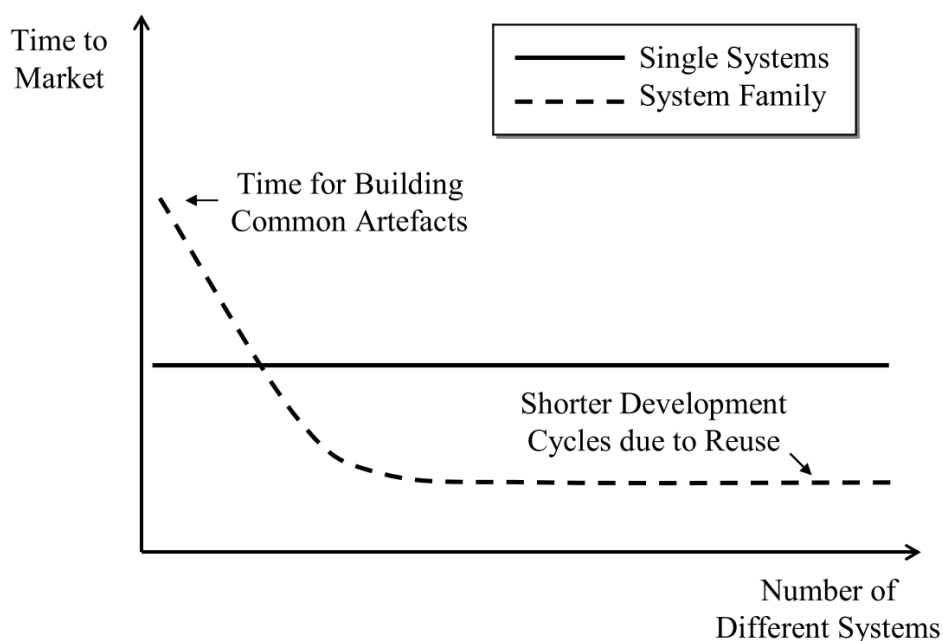 Time to
Market
Single Systems
System Family
Time for Building
Common Artefacts
Shorter Development
Cycles due to Reuse
Number of
Different Systems